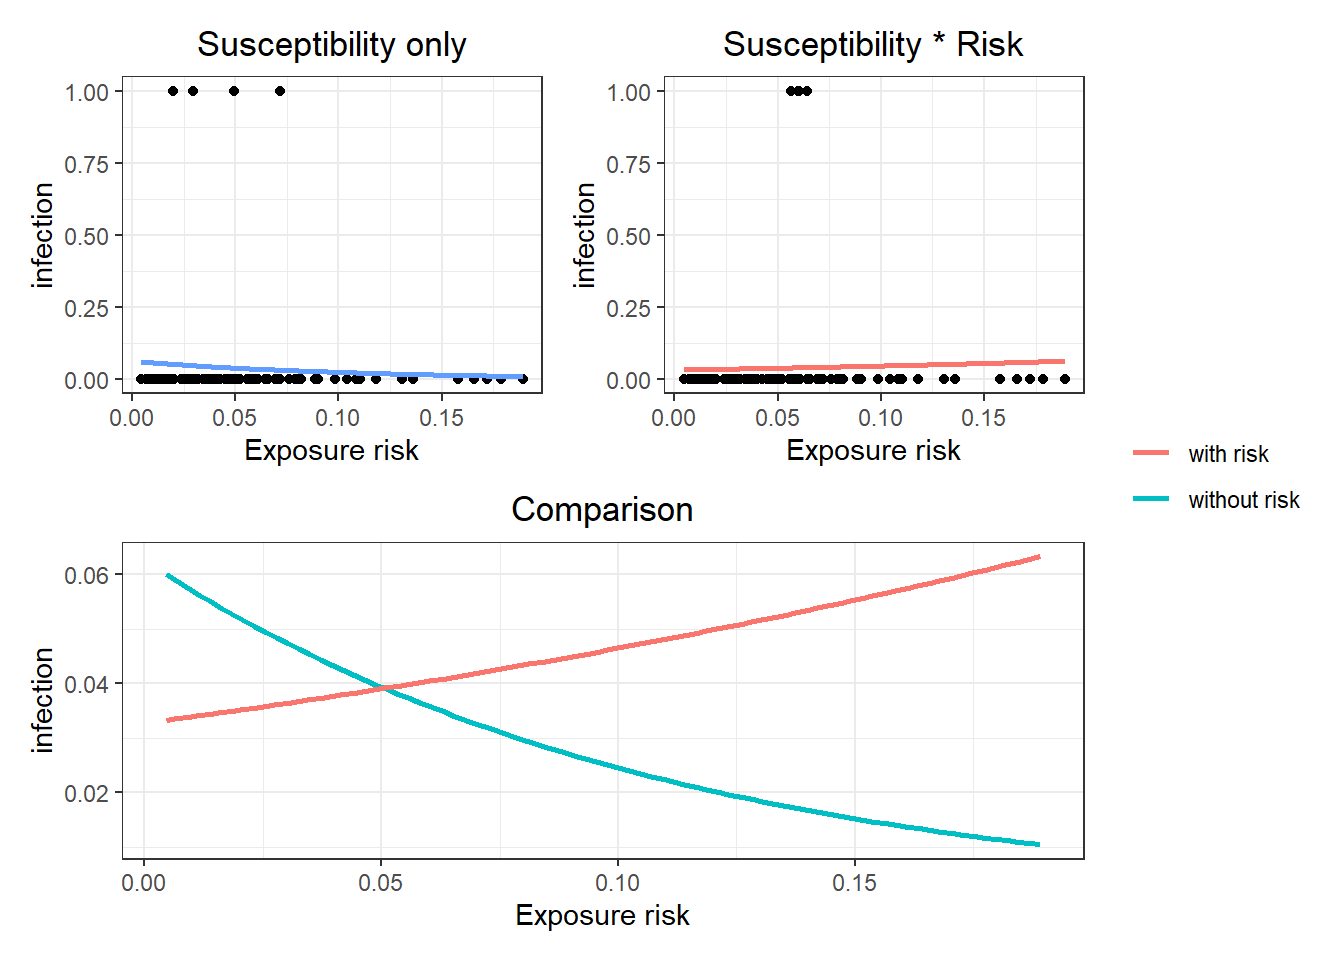 Susceptibility only
infection
1.00
0.75
0.50
0.25
0.00
0.00 0.05 0.10 0.15
Exposure risk
Susceptibility * Risk
infection
1.00
0.75
0.50
0.25
0.00
0.00 0.05 0.10 0.15
Exposure risk
with risk
without risk
Comparison
infection
0.06
0.04
0.02
0.00 0.05 0.10 0.15
Exposure risk